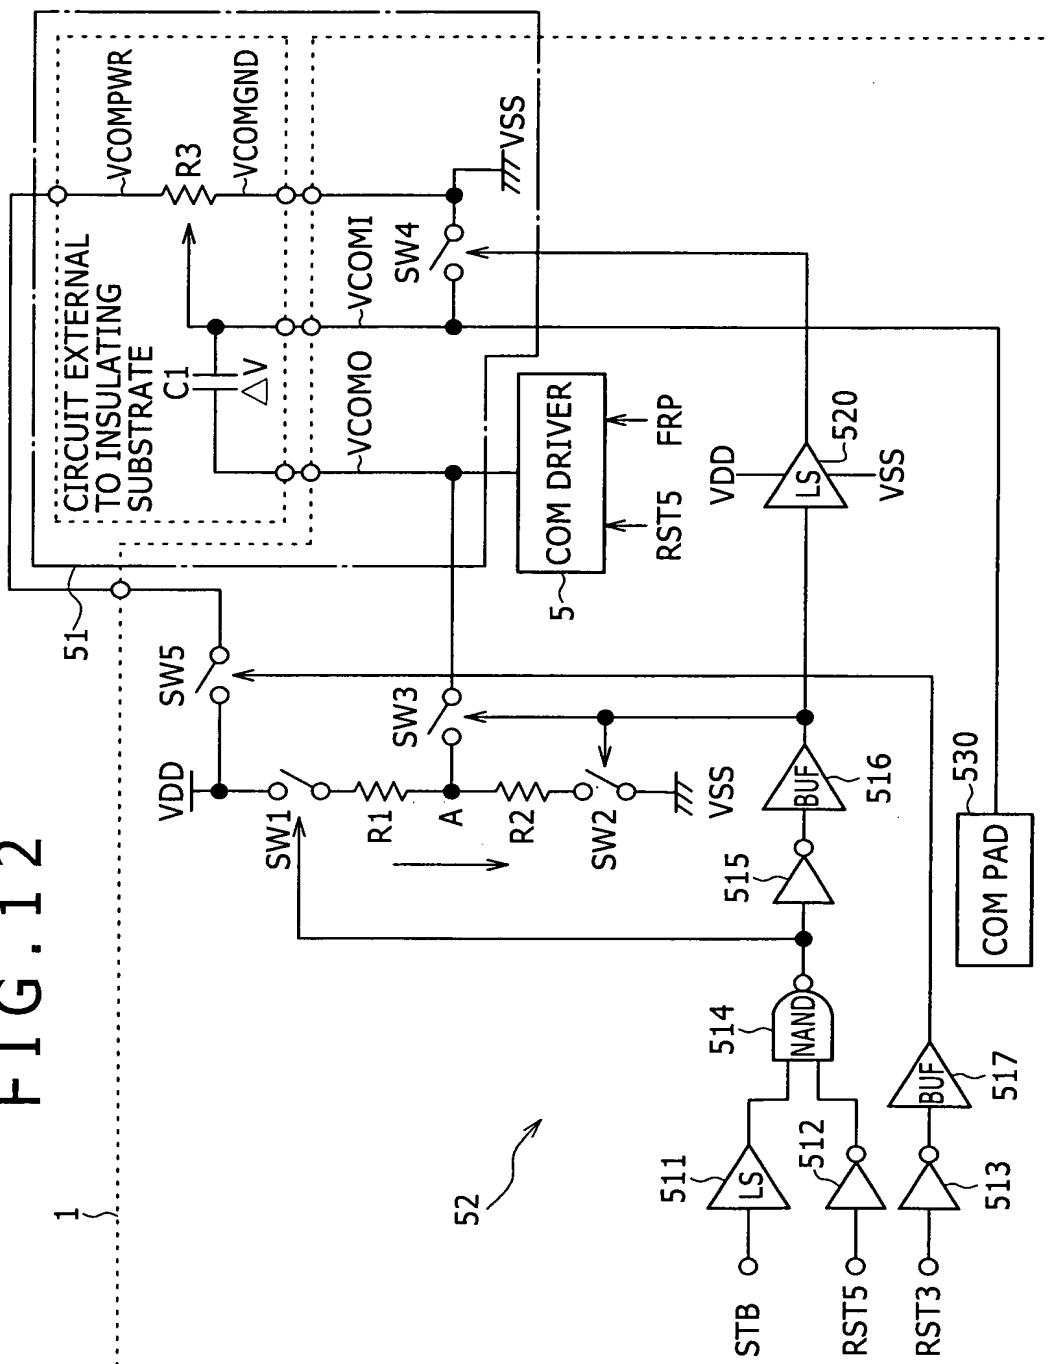 FIG.12
1
51
52
CIRCUIT EXTERNAL
TO INSULATING
SUBSTRATE
VCOMPWR
R3
VCOMGND
C1
△V
VCOMO
VCOMI
SW4
VSS
SW5
VDD
SW1
R1
A
R2
SW2
VSS
SW3
COM DRIVER
5
RST5
FRP
VDD
LS
520
VSS
STB
511
LS
RST5
512
RST3
513
514
NAND
515
BUF
516
BUF
517
COM PAD
530